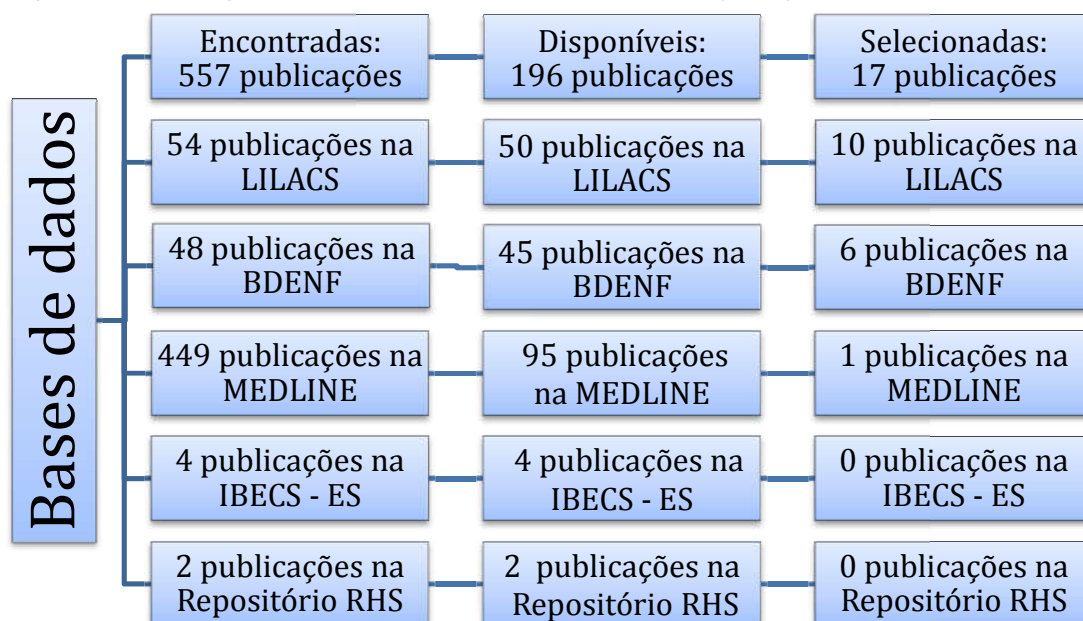 Bases de dados
Encontradas:
557 publicações
Disponíveis:
196 publicações
Selecionadas:
17 publicações
54 publicações na
LILACS
50 publicações na
LILACS
10 publicações na
LILACS
48 publicações na
BDENF
45 publicações na
BDENF
6 publicações na
BDENF
449 publicações na
MEDLINE
95 publicações
na MEDLINE
1 publicações na
MEDLINE
4 publicações na
IBECS - ES
4 publicações na
IBECS - ES
0 publicações na
IBECS - ES
2 publicações na
Repositório RHS
2 publicações na
Repositório RHS
0 publicações na
Repositório RHS